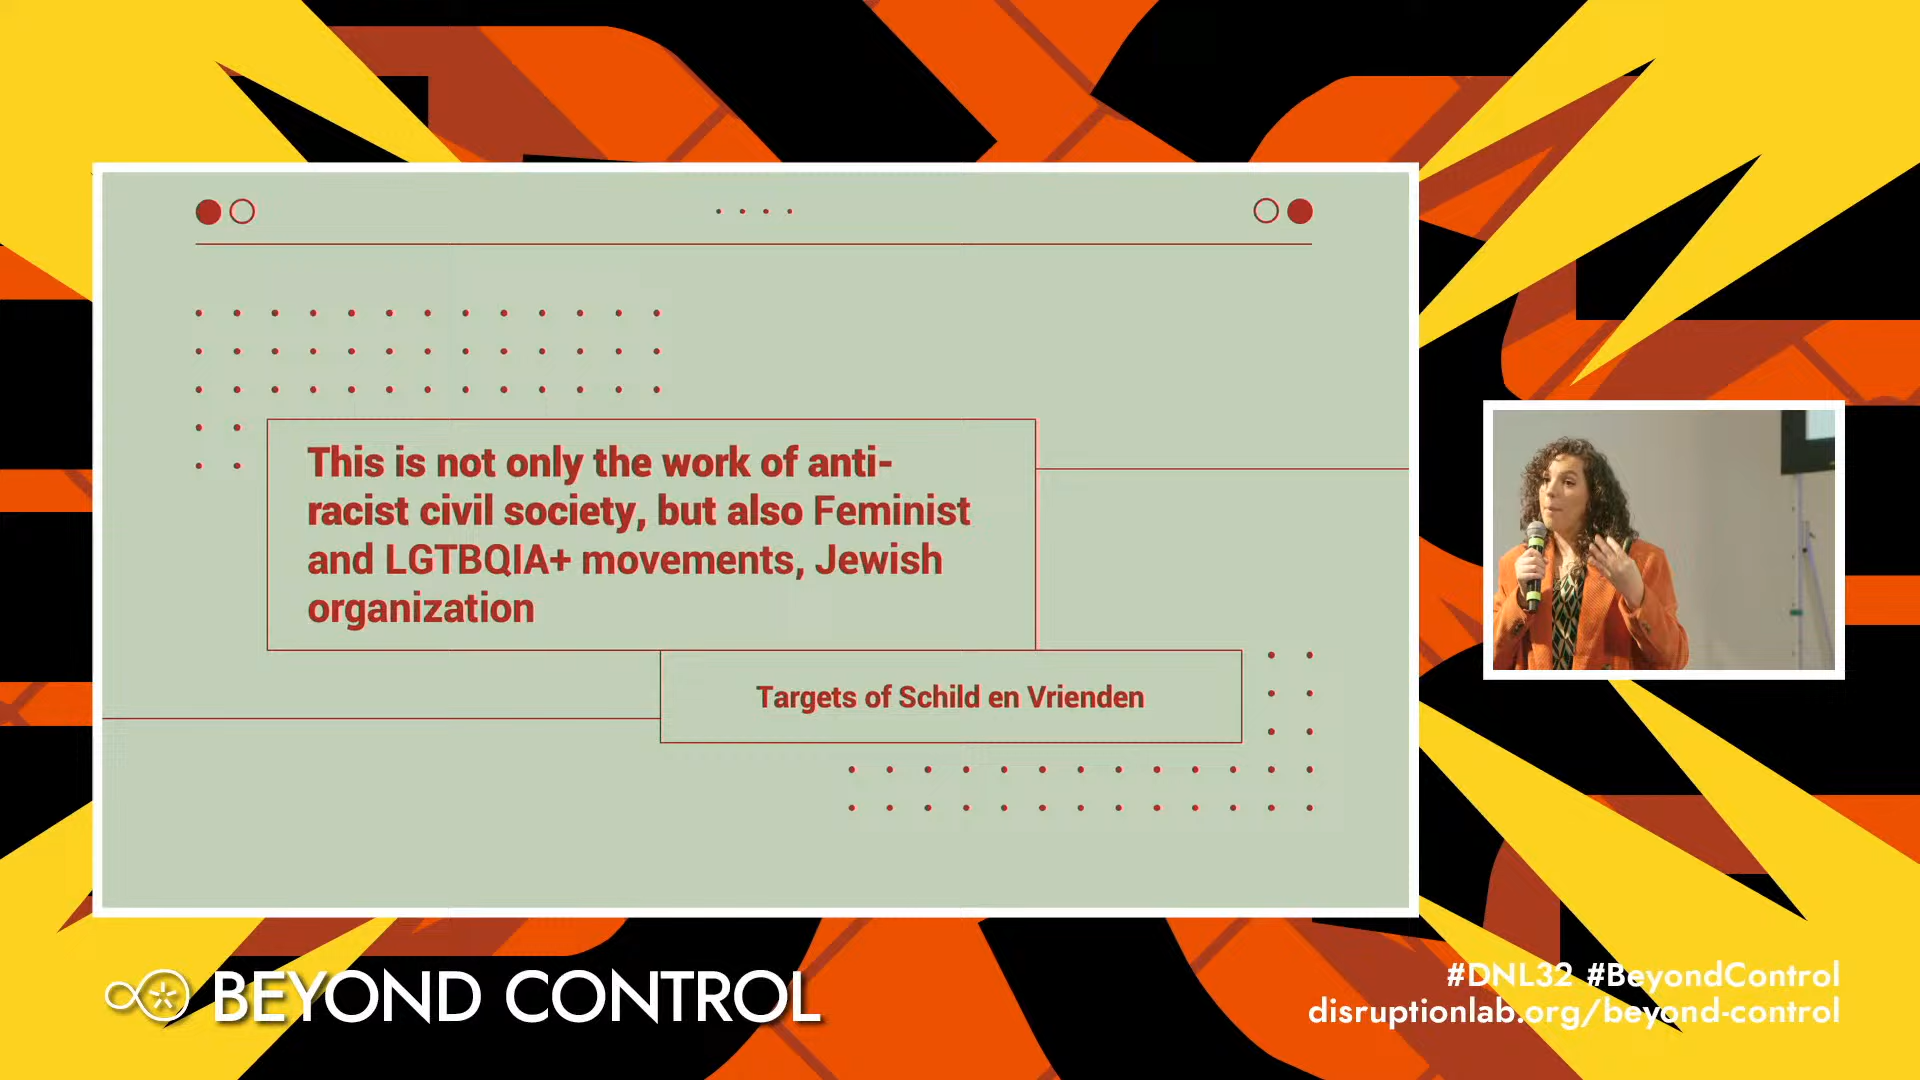 This is not only the work of anti-
racist civil society, but also Feminist
and LGTBQIA+ movements, Jewish
organization
Targets of Schild en Vrienden
BEYOND CONTROL
#DNL32 #BeyondControl
disruptionlab.org/beyond-control